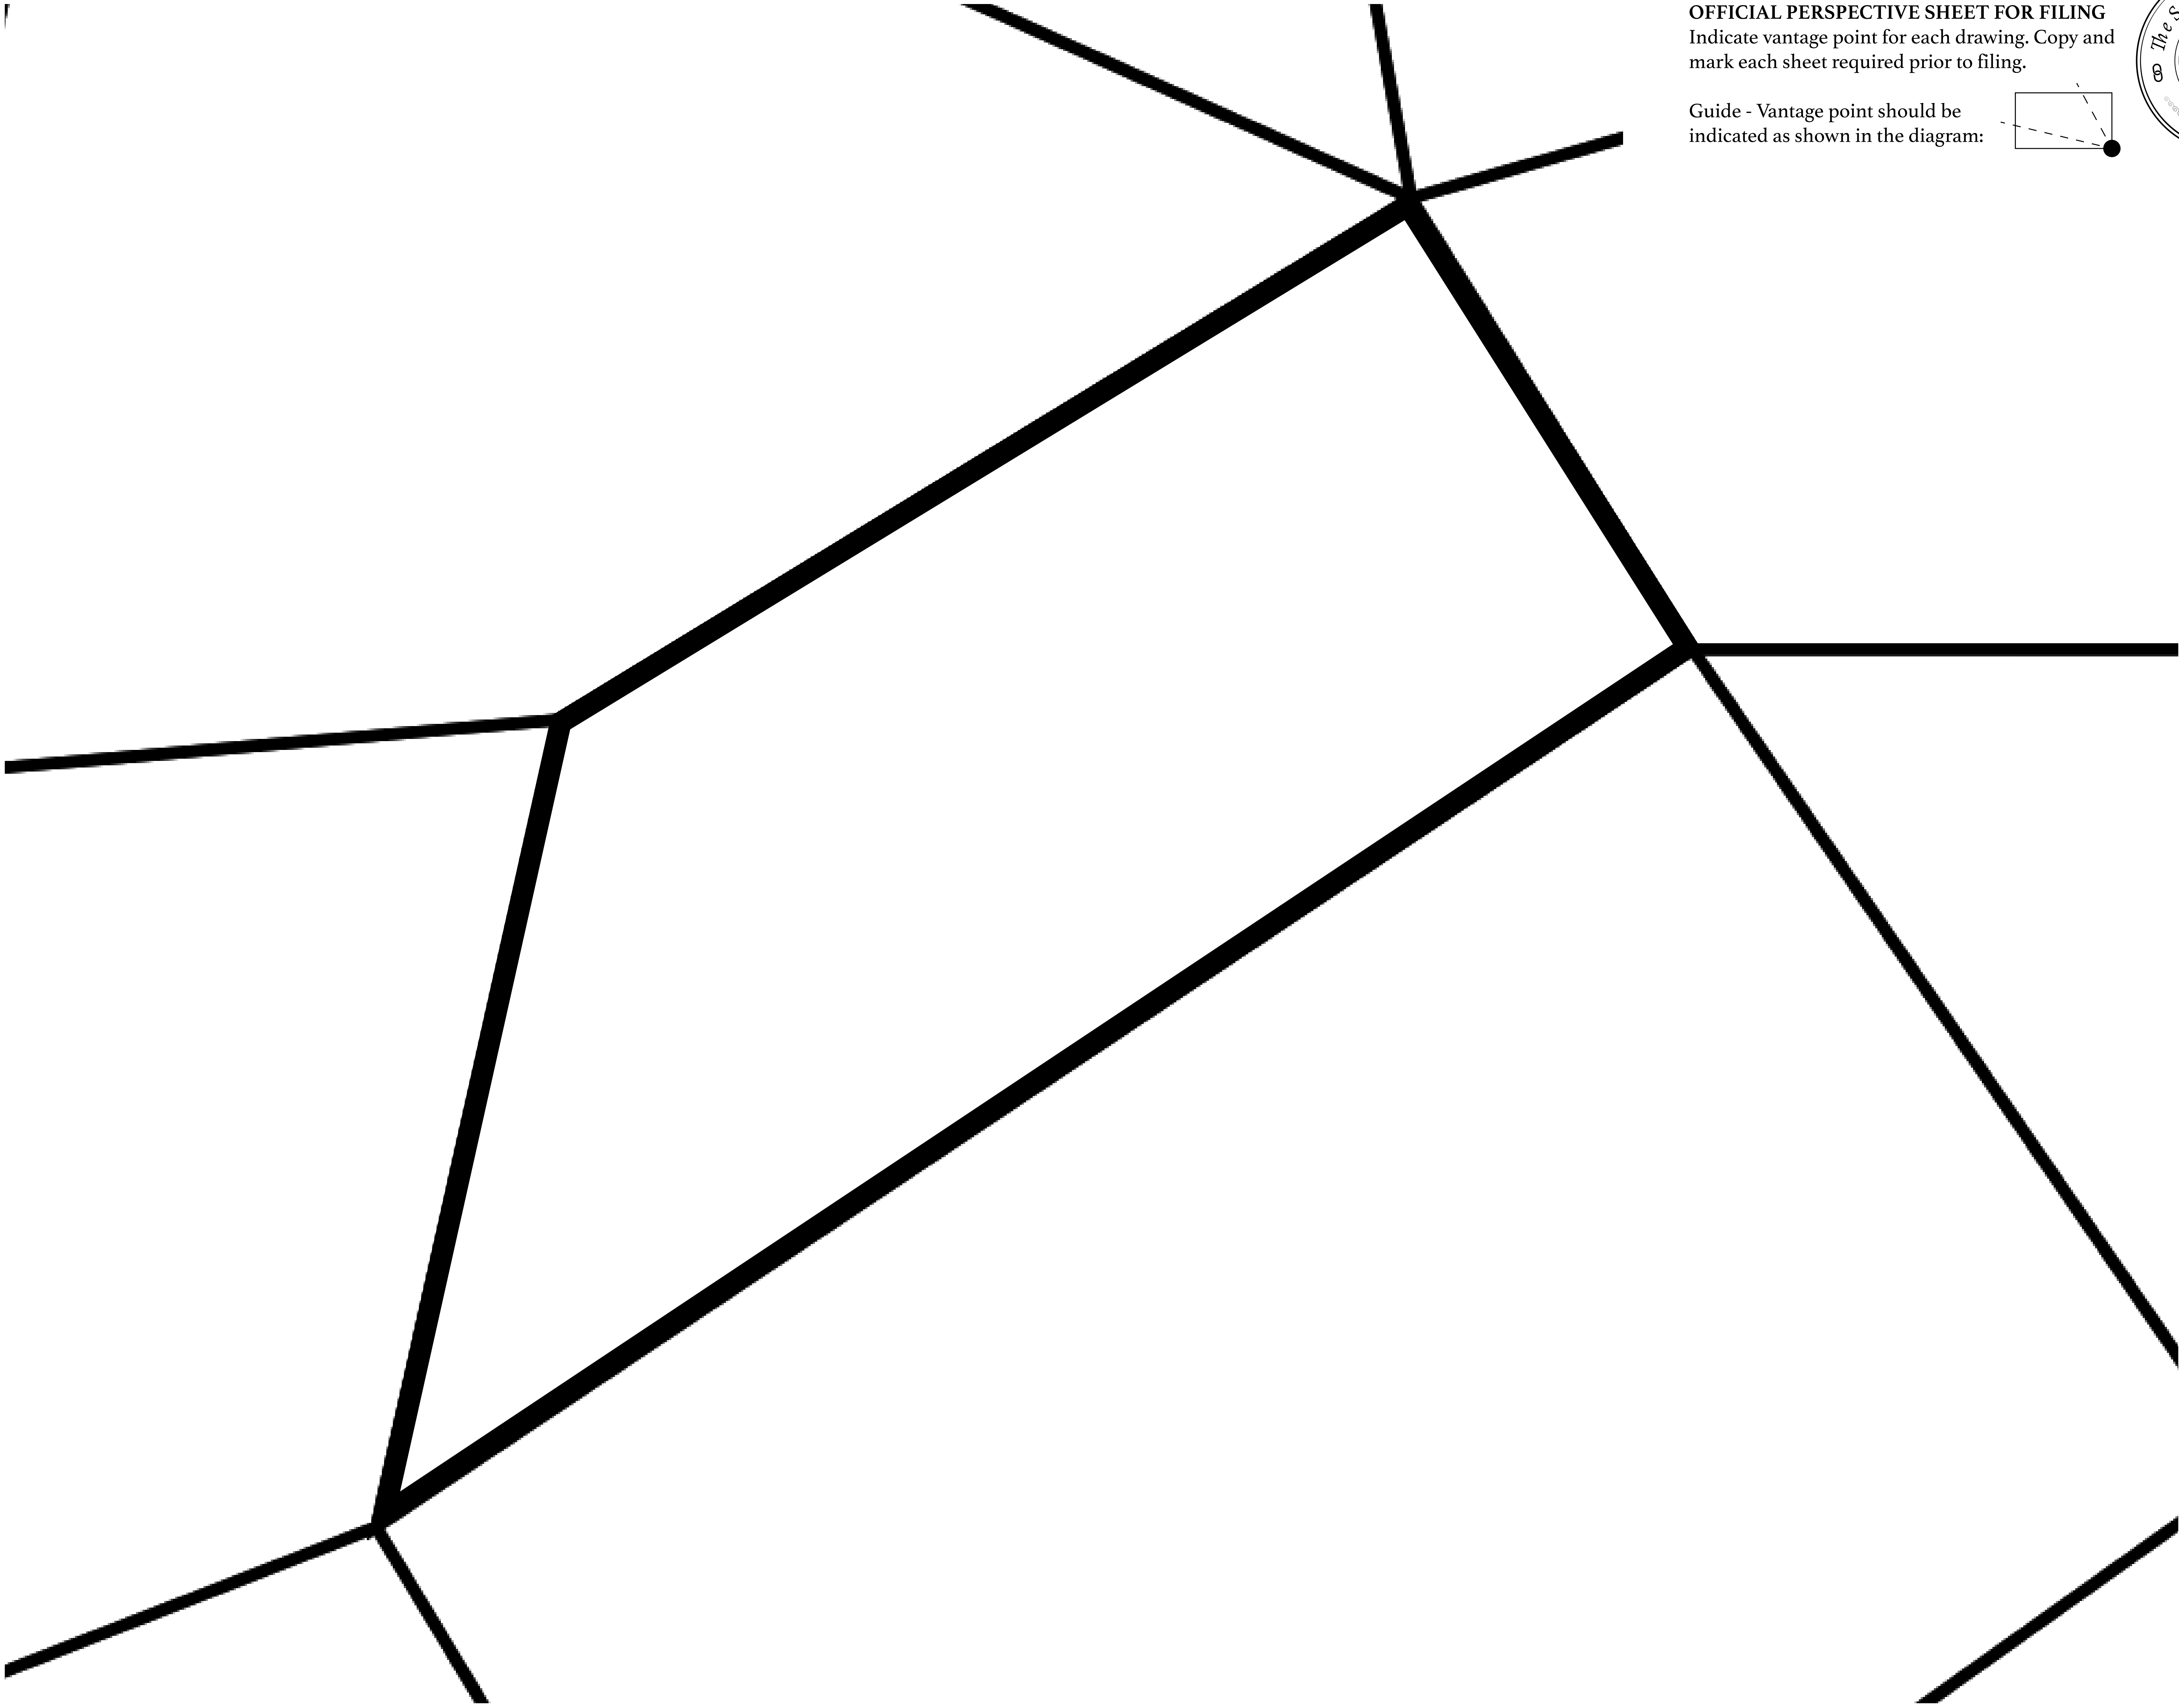 OFFICIAL PERSPECTIVE SHEET FOR FILING
Indicate vantage point for each drawing. Copy and
mark each sheet required prior to filing.
Guide - Vantage point should be
indicated as shown in the diagram:
The